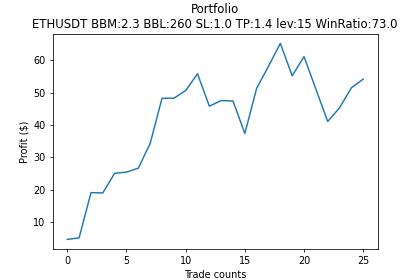 Portfolio
ETHUSDT BBM:2.3 BBL:260 SL:1.0 TP:1.4 lev:15 WinRatio:73.0
60
50
40
30
20
10
Profit ($)
0 5 10 15 20 25
Trade counts